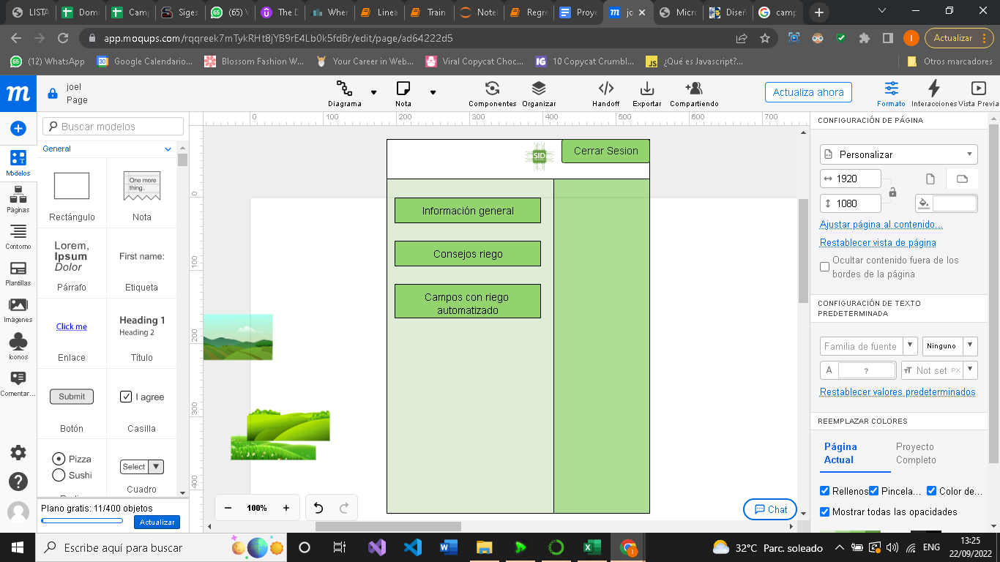 LISTA
Domi
Camp
Siges
(65) V
The D
Wher
Linea
Train
Notel
Regre
Proye
jo
Micro
Diseñ
camp
app.moqups.com/rqqreek7mTykRHt8jYB9rE4Lb0k5fdBr/edit/page/ad64222d5
Actualizar
(12) WhatsApp
Google Calendario...
Blossom Fashion W...
Your Career in Web...
Viral Copycat Choc...
10 Copycat Crumbl...
¿Qué es Javascript?...
Otros marcadores
joel
Page
Diagrama
Nota
Componentes
Organizar
Handoff
Exportar
Compartiendo
Actualiza ahora
Formato
Interacciones
Vista Previa
Modelos
Páginas
Contorno
Plantillas
Imágenes
Iconos
Comentar...
Buscar modelos
General
One more
thing..
Rectángulo
Nota
Lorem,
Ipsum
Dolor
First name:
Párrafo
Etiqueta
Click me
Heading 1
Heading 2
Enlace
Título
Submit
I agree
Botón
Casilla
Pizza
Sushi
Select
Cuadro
Plano gratis: 11/400 objetos
Actualizar
0
100
200
300
400
500
600
700
0
100
200
300
400
SID
Cerrar Sesion
Información general
Consejos riego
Campos con riego
automatizado
100%
Chat
CONFIGURACIÓN DE PÁGINA
Personalizar
1920
1080
Ajustar página al contenido...
Restablecer vista de página
Ocultar contenido fuera de los
bordes de la página
CONFIGURACIÓN DE TEXTO
PREDETERMINADA
Familia de fuente
Ninguno
A
?
Not set PX
Restablecer valores predeterminados
REEMPLAZAR COLORES
Página
Actual
Proyecto
Completo
Rellenos
Pincela...
Color de...
Mostrar todas las opacidades
Escribe aquí para buscar
32°C Parc. soleado
ENG
13:25
22/09/2022